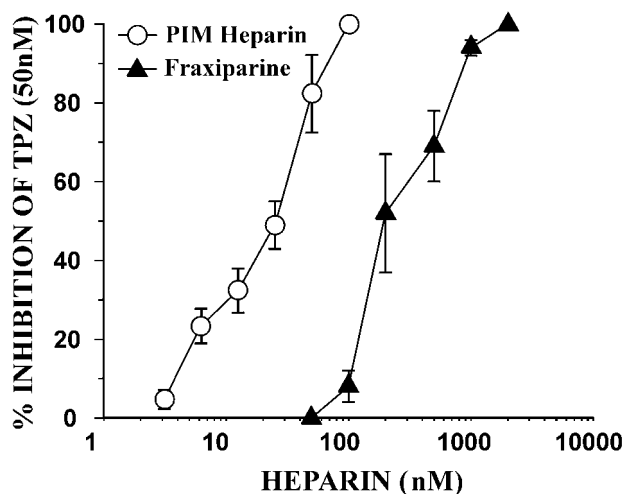 % INHIBITION OF TPZ (50nM)
100
80
60
40
20
0
PIM Heparin
Fraxiparine
1
10
100
1000
10000
HEPARIN (nM)